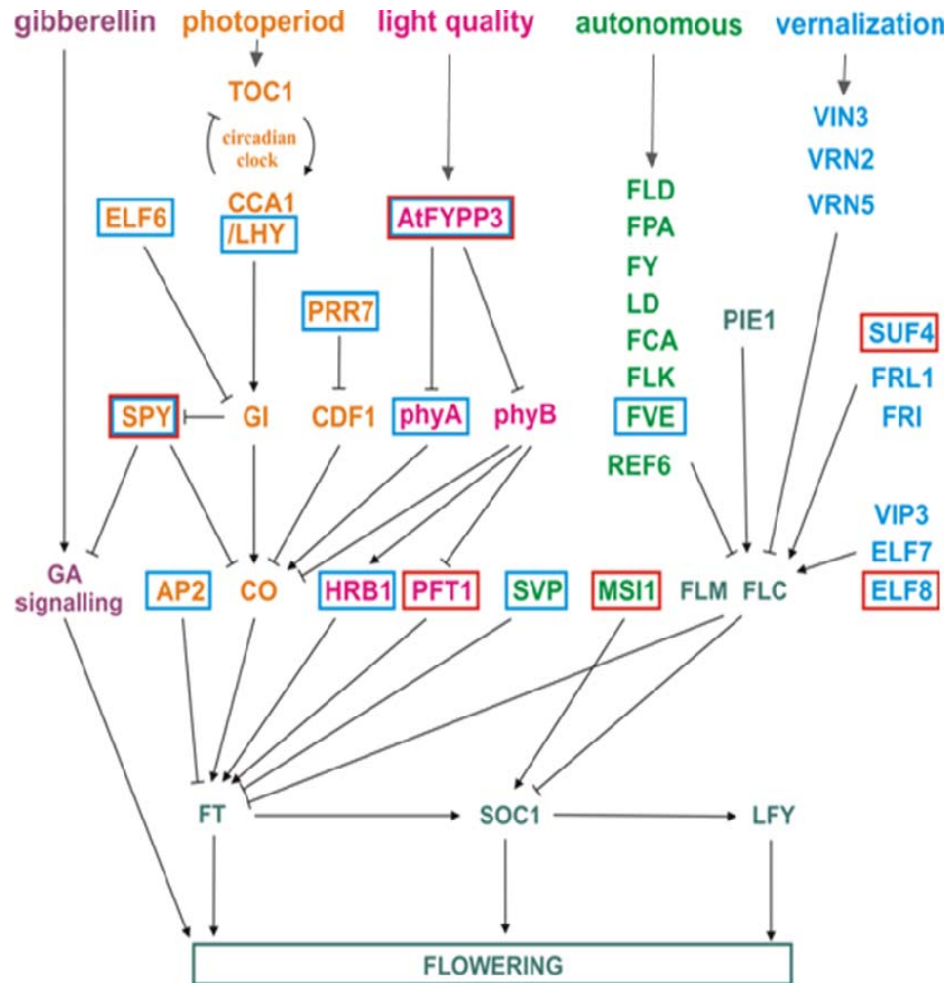 gibberellin photoperiod light quality autonomous vernalization
TOC1
circadian
clock
CCA1
/LHY
ELF6
AtFYPP3
PRR7
SPY
GI
CDF1
phyA
phyB
FLD
FPA
FY
LD
FCA
FLK
FVE
REF6
PIE1
VIN3
VRN2
VRN5
SUF4
FRL1
FRI
VIP3
ELF7
ELF8
GA
signalling
AP2
CO
HRB1
PFT1
SVP
MSI1
FLM
FLC
FT
SOC1
LFY
FLOWERING